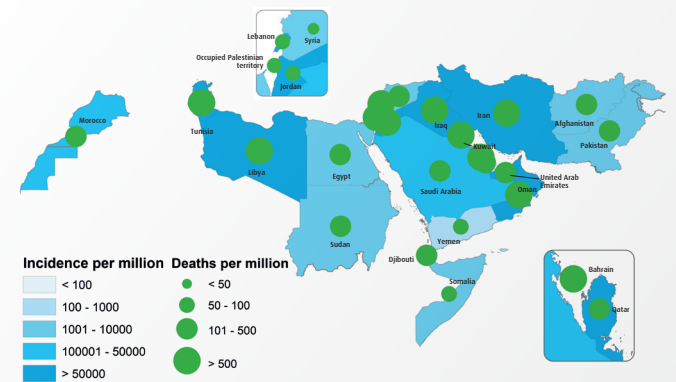 Lebanon
Syria
Occupied Palestinian
territory
Jordan
Morocco
Tunisia
Libya
Egypt
Sudan
Iraq
Kuwait
Iran
Afghanistan
Pakistan
Saudi Arabia
United Arab
Emirates
Oman
Yemen
Djibouti
Somalia
Bahrain
Qatar
Incidence per million
< 100
100 - 1000
1001 - 10000
100001 - 50000
> 50000
Deaths per million
< 50
50 - 100
101 - 500
> 500